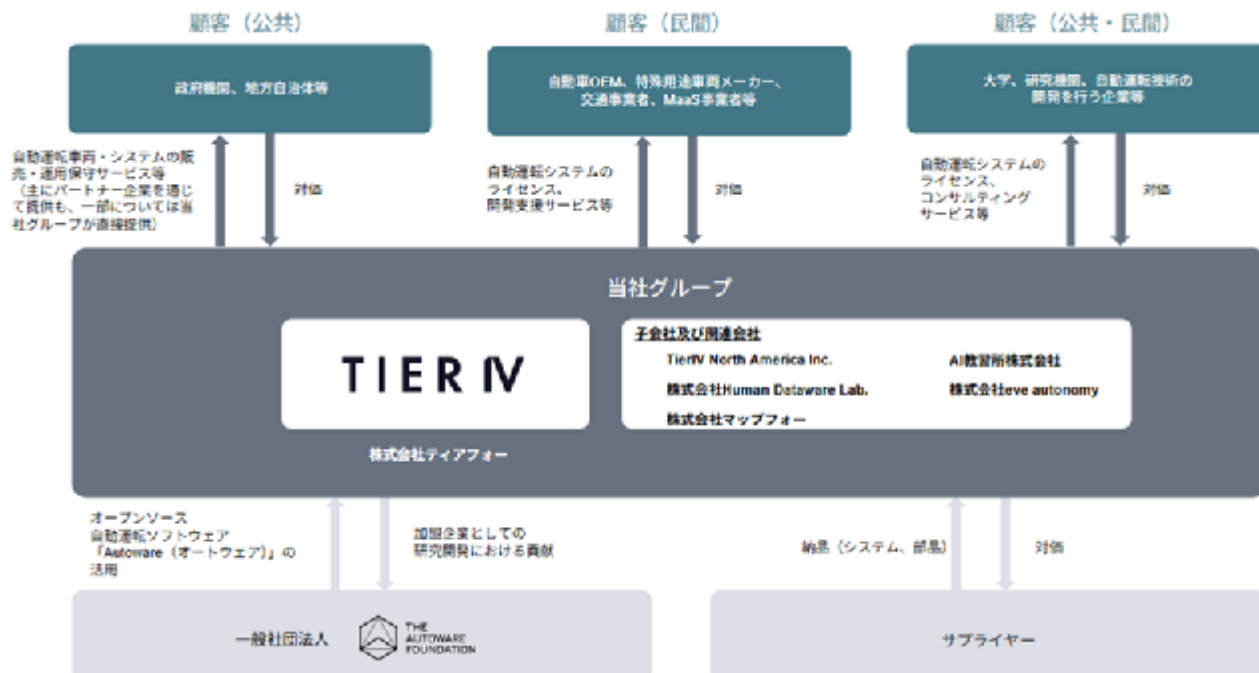 顧客（公共）
顧客（民間）
顧客（公共・民間）
政府機関、地方自治体等
自動車OEM、特殊用途車両メーカー、
交通事業者、MaaS事業者等
大学、研究機関、自動運転技術の
開発を行う企業等
自動運転車両・システムの販
売・運用保守サービス等
（主にパートナー企業を通じ
て提供も、一部については当
社グループが直接提供）
対価
自動運転システムの
ライセンス、
開発支援サービス等
対価
自動運転システムの
ライセンス、
コンサルティング
サービス等
対価
当社グループ
TIER IV
株式会社ティアフォー
子会社及び関連会社
TierIV North America Inc.
AI教習所株式会社
株式会社Human Dataware Lab.
株式会社eve autonomy
株式会社マップフォー
オープンソース
自動運転ソフトウェア
「Autoware（オートウェア）」の
活用
加盟企業としての
研究開発における貢献
納品（システム、部品）
対価
一般社団法人
THE
AUTOWARE
FOUNDATION
サプライヤー